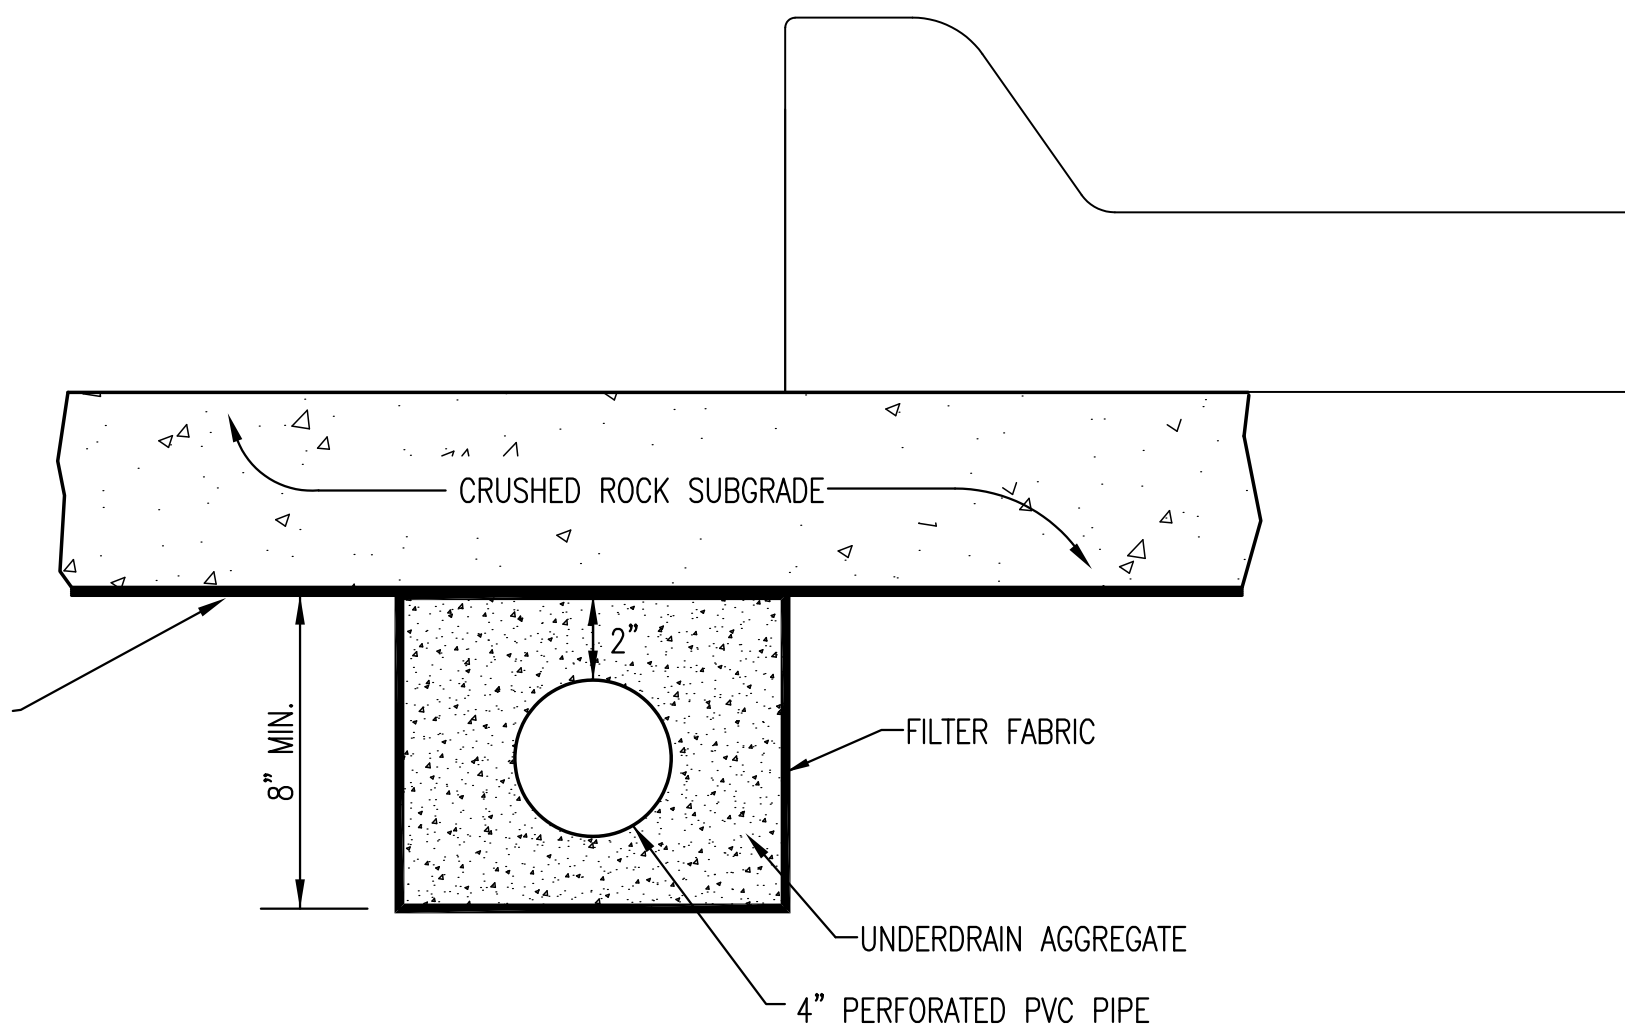 CRUSHED ROCK SUBGRADE
2”
8” MIN.
FILTER FABRIC
UNDERDRAIN AGGREGATE
4” PERFORATED PVC PIPE